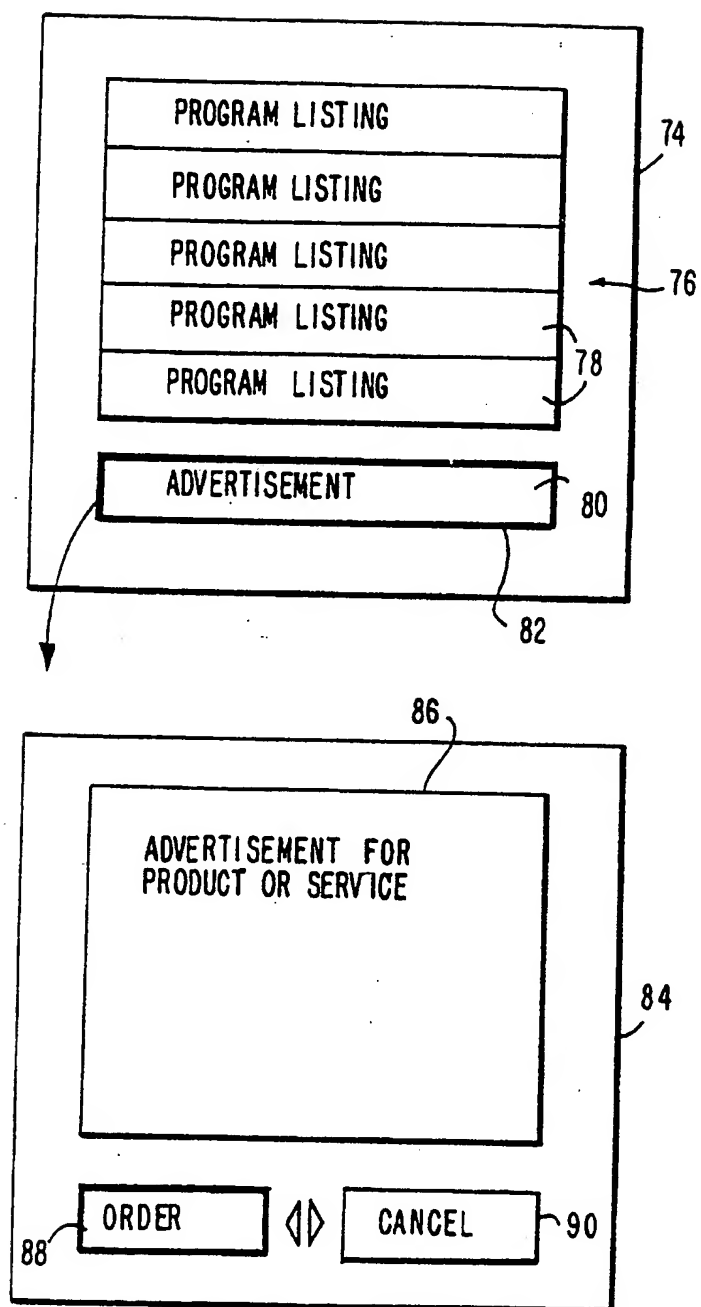 PROGRAM LISTING
74
PROGRAM LISTING
PROGRAM LISTING
76
PROGRAM LISTING
78
PROGRAM LISTING
ADVERTISEMENT
80
82
86
ADVERTISEMENT FOR
PRODUCT OR SERVICE
84
ORDER
CANCEL
90
88